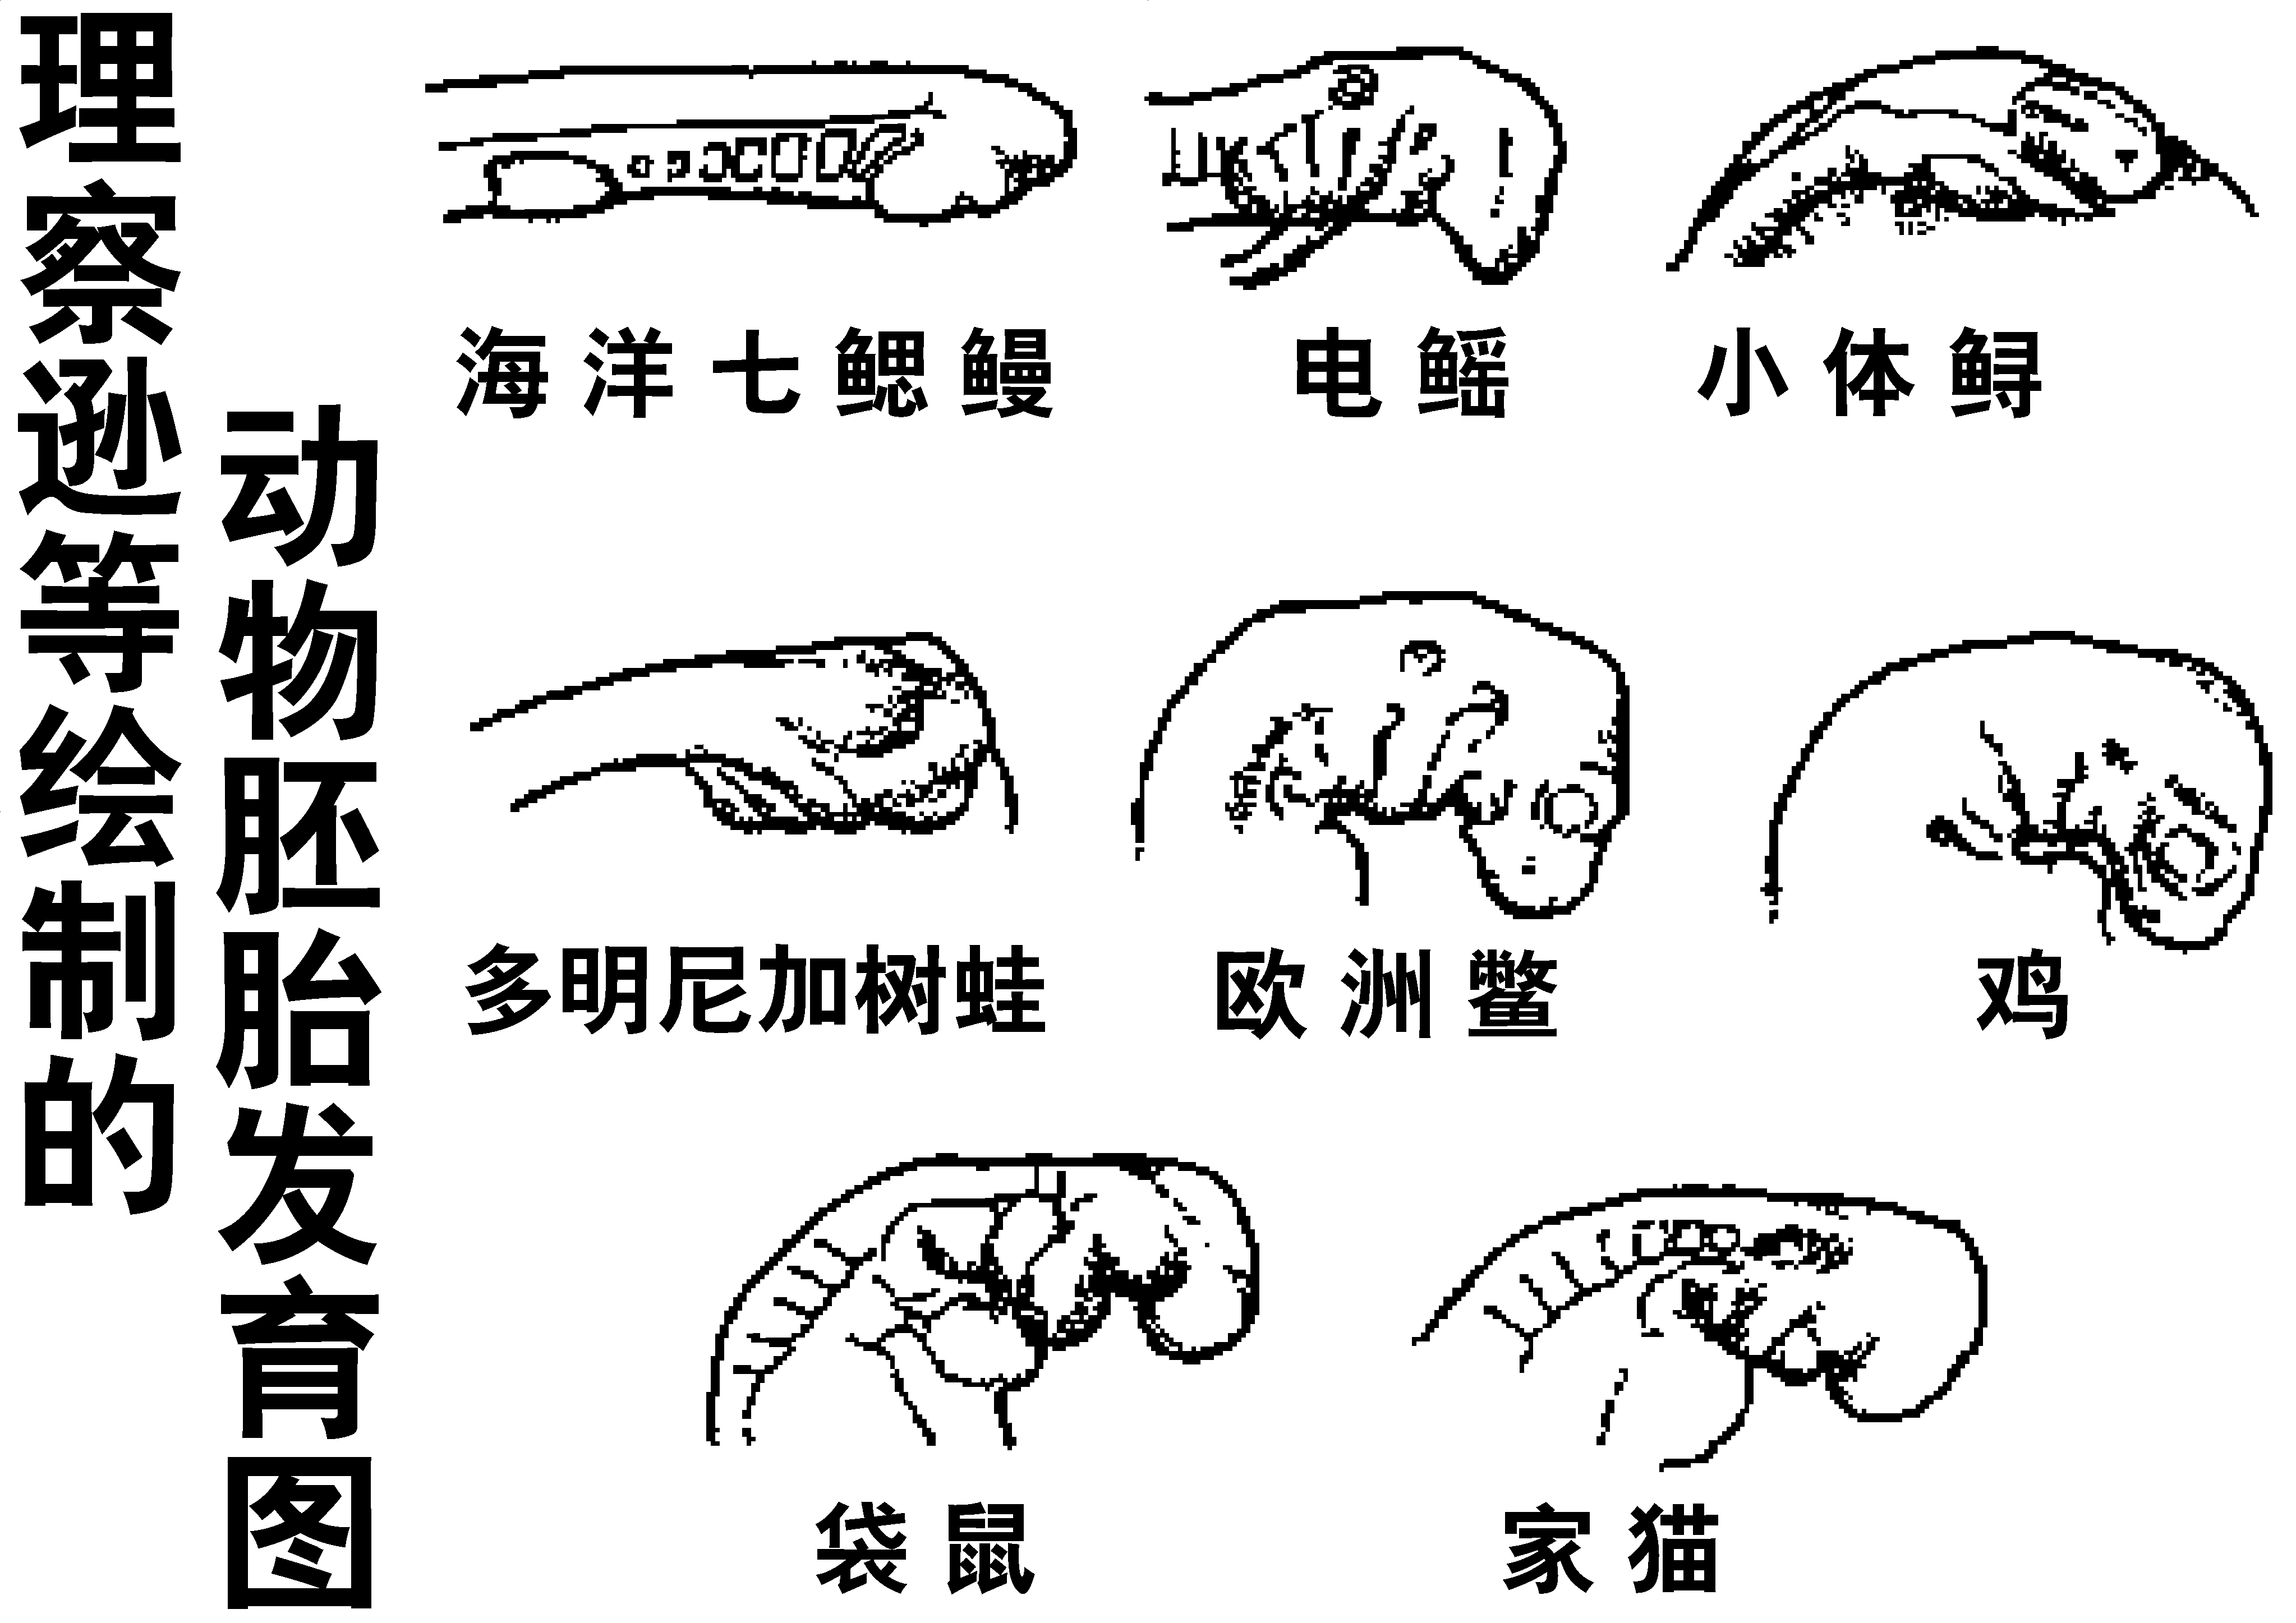 理察逊等绘制的
动物胚胎发育图
海洋七鳃鳗
电鳐
小体鲟
多明尼加树蛙
欧洲鳖
鸡
袋鼠
家猫